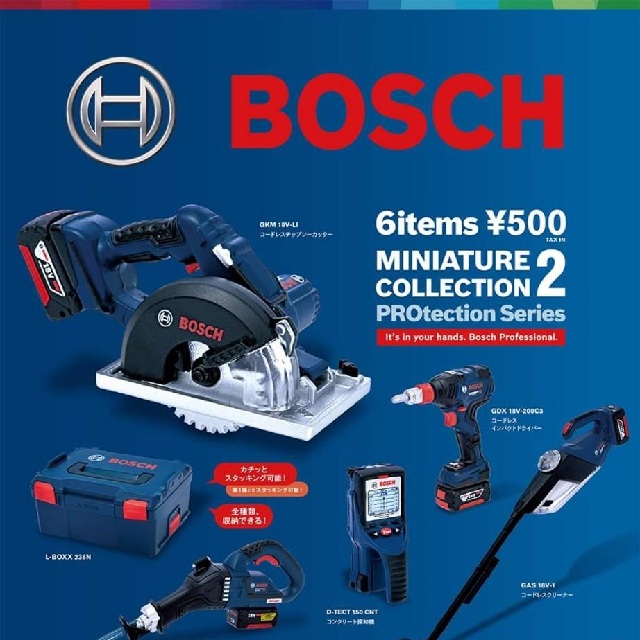 BOSCH
GKM 18V-LI
コードレスチップソーカッター
6items ¥500
TAX IN
MINIATURE
COLLECTION 2
PROtection Series
It's in your hands. Bosch Professional.
18V
BOSCH
GDX 18V-200C3
コードレス
インパクトドライバー
カチッと
スタッキング可能!
全種類、
収納できる!
BOSCH
L-BOXX 238N
D-TECT 150 CNT
コンクリート探知機
GAS 18V-1
コードレスクリーナー